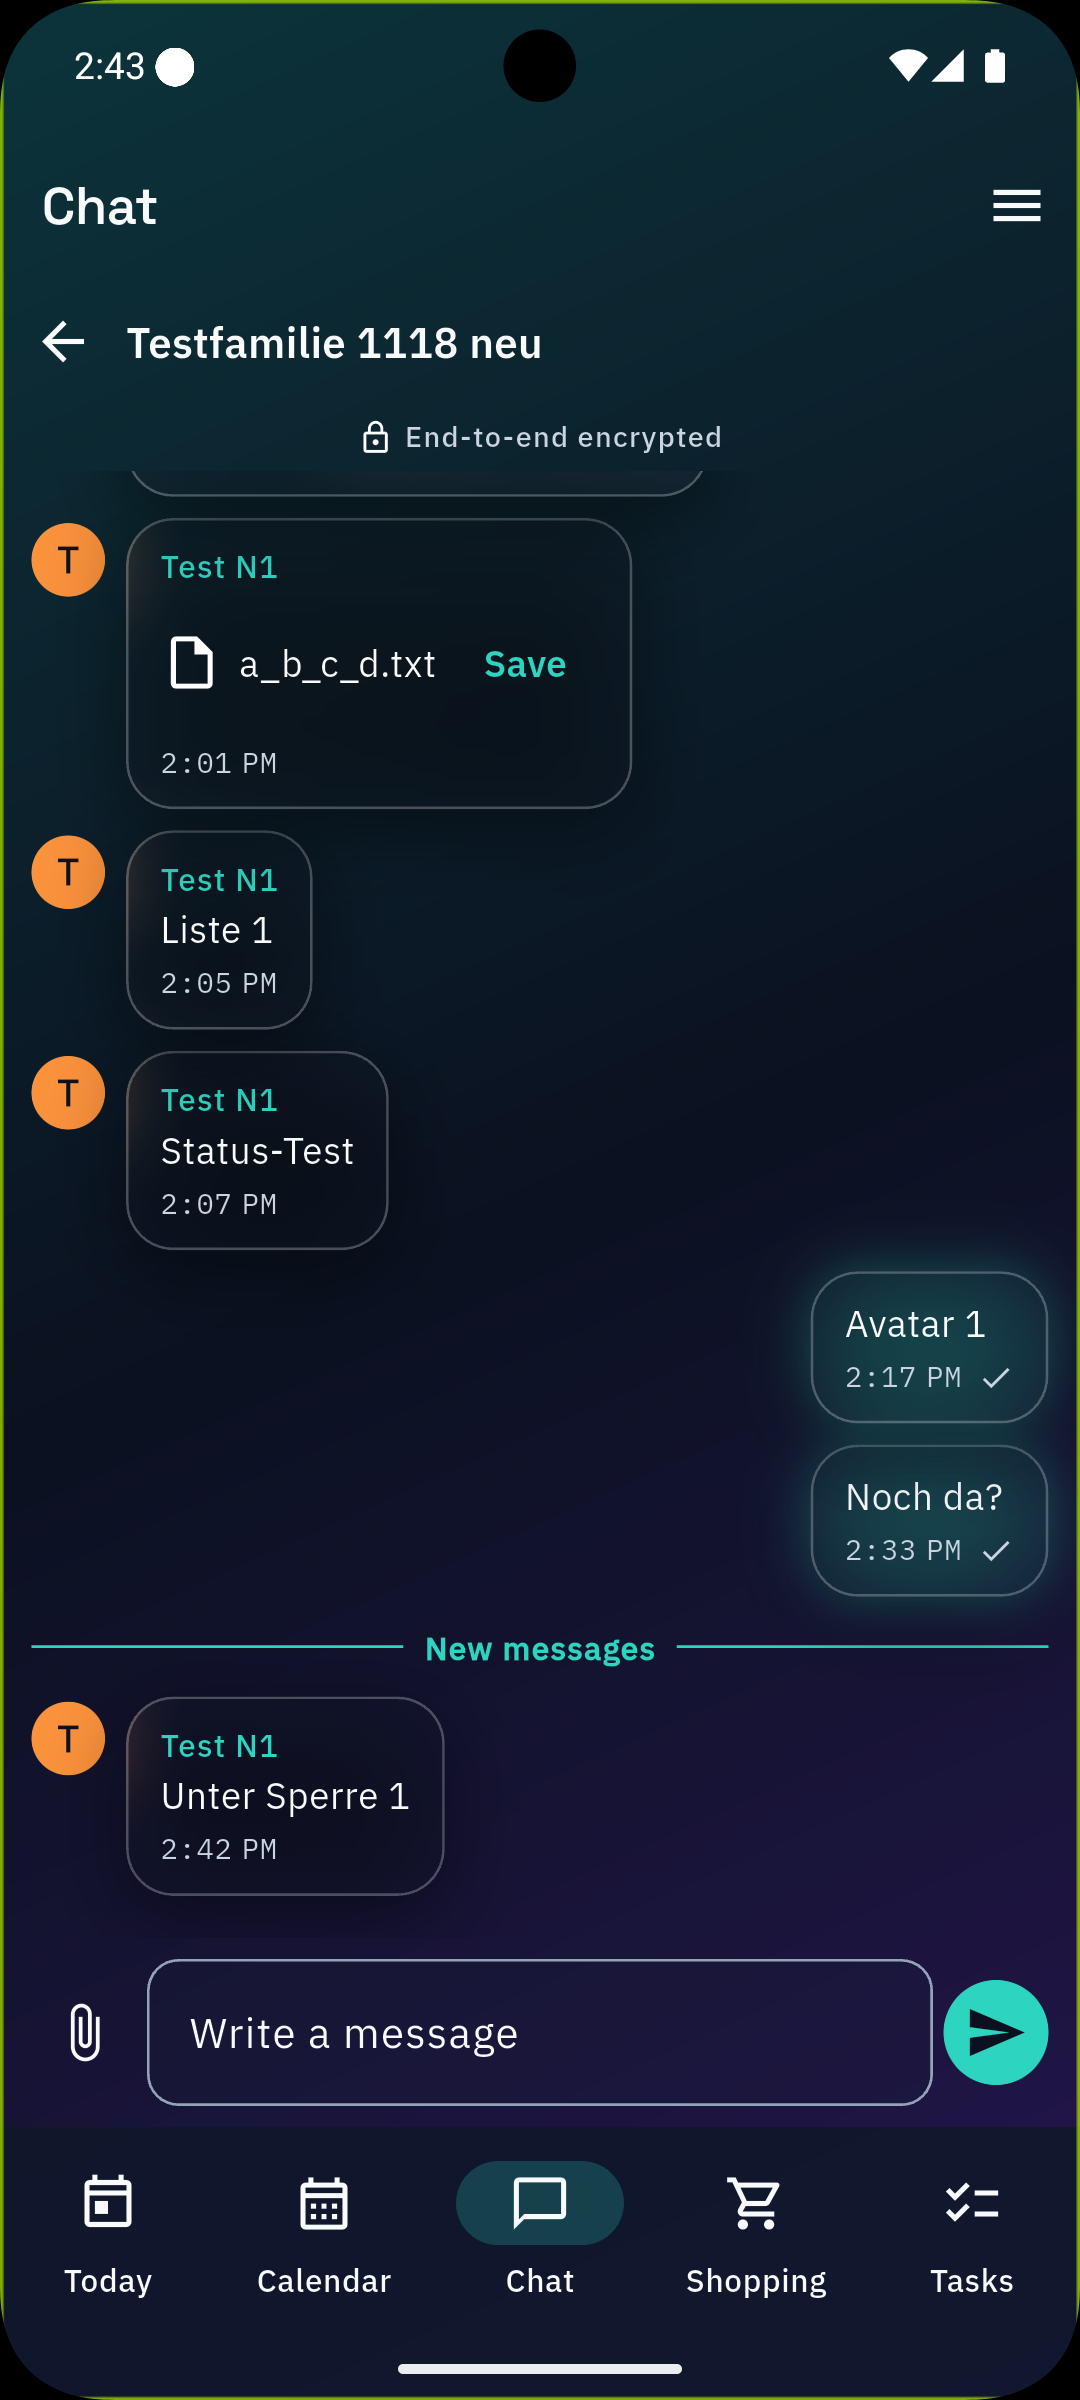 2:43
Chat
Testfamilie 1118 neu
End-to-end encrypted
T
Test N1
a_b_c_d.txt
Save
2:01 PM
T
Test N1
Liste 1
2:05 PM
T
Test N1
Status-Test
2:07 PM
Avatar 1
2:17 PM
Noch da?
2:33 PM
New messages
T
Test N1
Unter Sperre 1
2:42 PM
Write a message
Today
Calendar
Chat
Shopping
Tasks